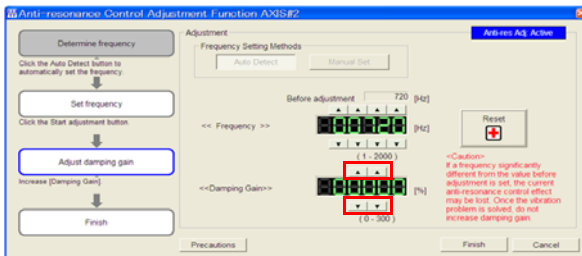 Anti-resonance Control Adjustment Function AXIS#2
Determine frequency
Click the Auto Detect button to
automatically set the frequency.
Set frequency
Click the Start adjustment button.
Adjust damping gain
Increase [Damping Gain].
Finish
Adjustment
Anti-res Adj: Active
Frequency Setting Methods
Auto Detect
Manual Set
Before adjustment 720 [Hz]
<< Frequency >> 00720 [Hz]
( 1 - 2000 )
<<Damping Gain>> 00000 [%]
( 0 - 300 )
Reset
<Caution>
If a frequency significantly
different from the value before
adjustment is set, the current
anti-resonance control effect
may be lost. Once the vibration
problem is solved, do not
increase damping gain.
Precautions
Finish
Cancel